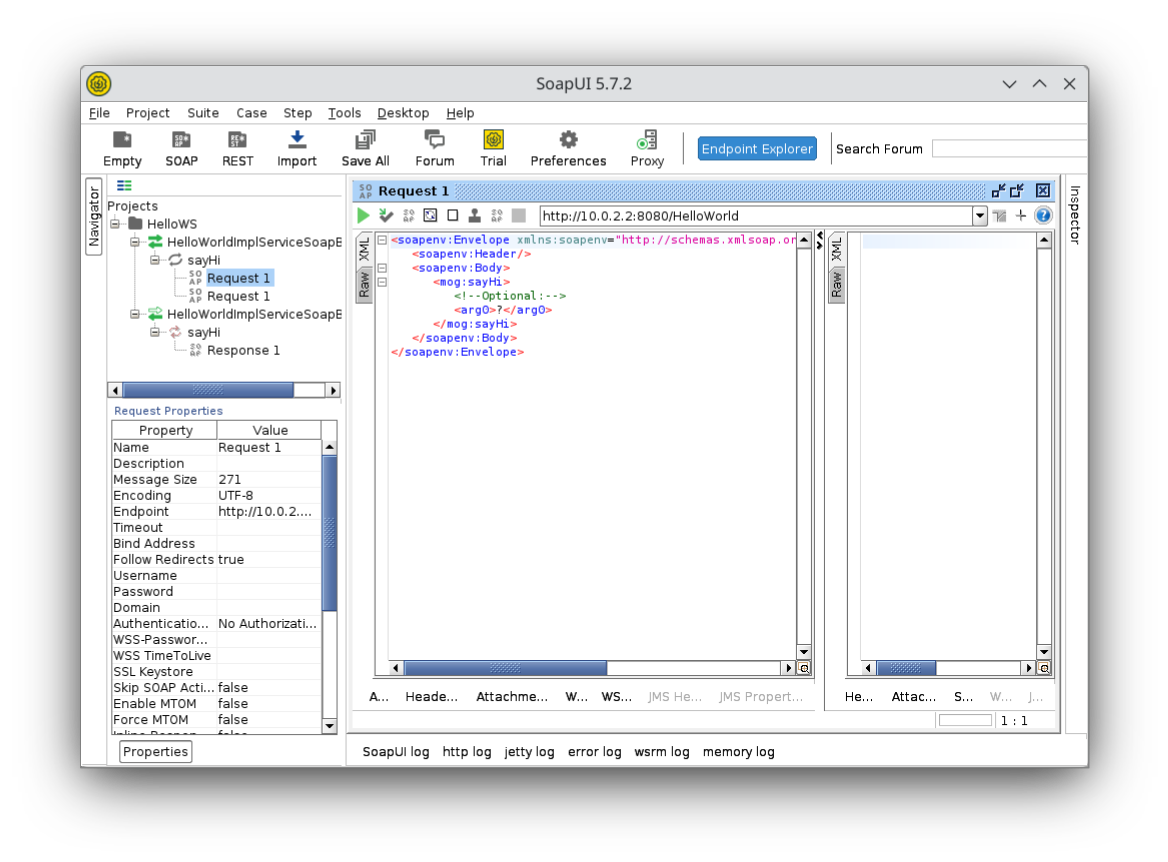 SoapUI 5.7.2
File Project Suite Case Step Tools Desktop Help
Empty SOAP REST Import Save All Forum Trial Preferences Proxy Endpoint Explorer Search Forum
Navigator
Projects
HelloWS
HelloWorldImplServiceSoapB
sayHi
Request 1
Request 1
HelloWorldImplServiceSoapB
sayHi
Response 1
Request Properties
Property Value
Name Request 1
Description
Message Size 271
Encoding UTF-8
Endpoint http://10.0.2....
Timeout
Bind Address
Follow Redirects true
Username
Password
Domain
Authenticatio... No Authorizati...
WSS-Passwor...
WSS TimeToLive
SSL Keystore
Skip SOAP Acti... false
Enable MTOM false
Force MTOM false
Properties
Request 1
http://10.0.2.2:8080/HelloWorld
XML
Raw
<soapenv:Envelope xmlns:soapenv="http://schemas.xmlsoap.or
<soapenv:Header/>
<soapenv:Body>
<mog:sayHi>
<!--Optional:-->
<arg0>?</arg0>
</mog:sayHi>
</soapenv:Body>
</soapenv:Envelope>
A... Heade... Attachme... W... WS... JMS He... JMS Propert...
XML
Raw
He... Attac... S... W... J...
1 : 1
Inspector
SoapUI log http log jetty log error log wsrm log memory log